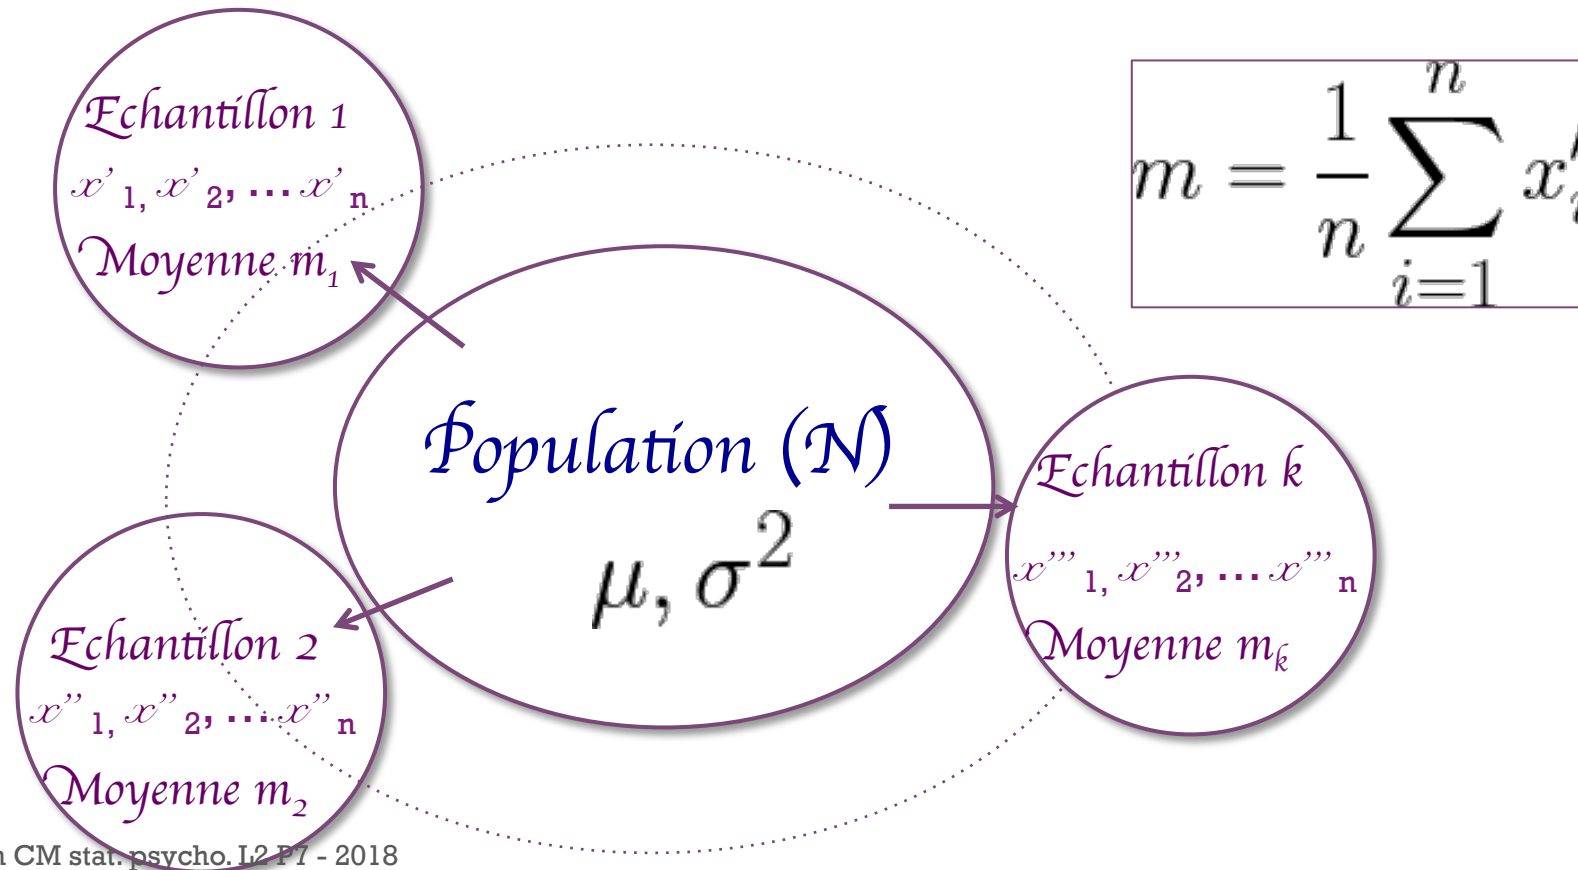 Echantillon 1
x' 1, x' 2, ... x' n
Moyenne m1
m = 1/n ∑ i=1 n x
Population (N)
μ, σ²
Echantillon k
x''' 1, x''' 2, ... x''' n
Moyenne mk
Echantillon 2
x'' 1, x'' 2, ... x'' n
Moyenne m2
CM stat. psycho. L2 P7 - 2018